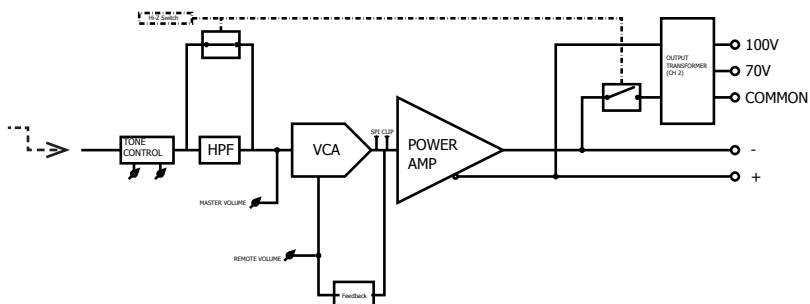 Hi-Z Switch
OUTPUT
TRANSFORMER
(CH 2)
100V
70V
COMMON
TONE
CONTROL
HPF
VCA
SPI CLIP
POWER
AMP
-
+
MASTER VOLUME
REMOTE VOLUME
Feedback